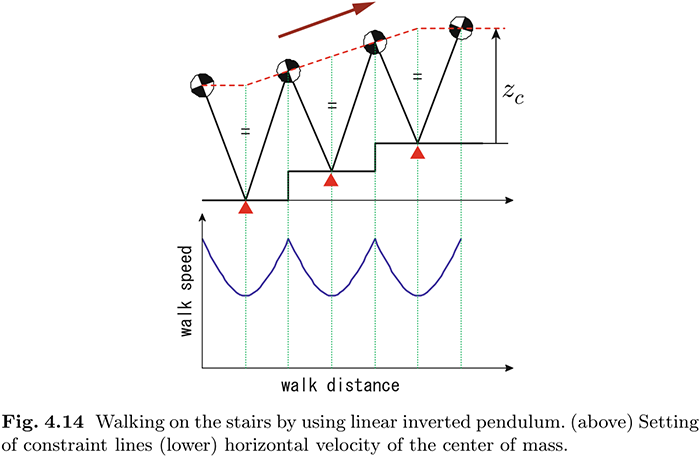 =
=
=
z_c
walk speed
walk distance
Fig. 4.14 Walking on the stairs by using linear inverted pendulum. (above) Setting
of constraint lines (lower) horizontal velocity of the center of mass.